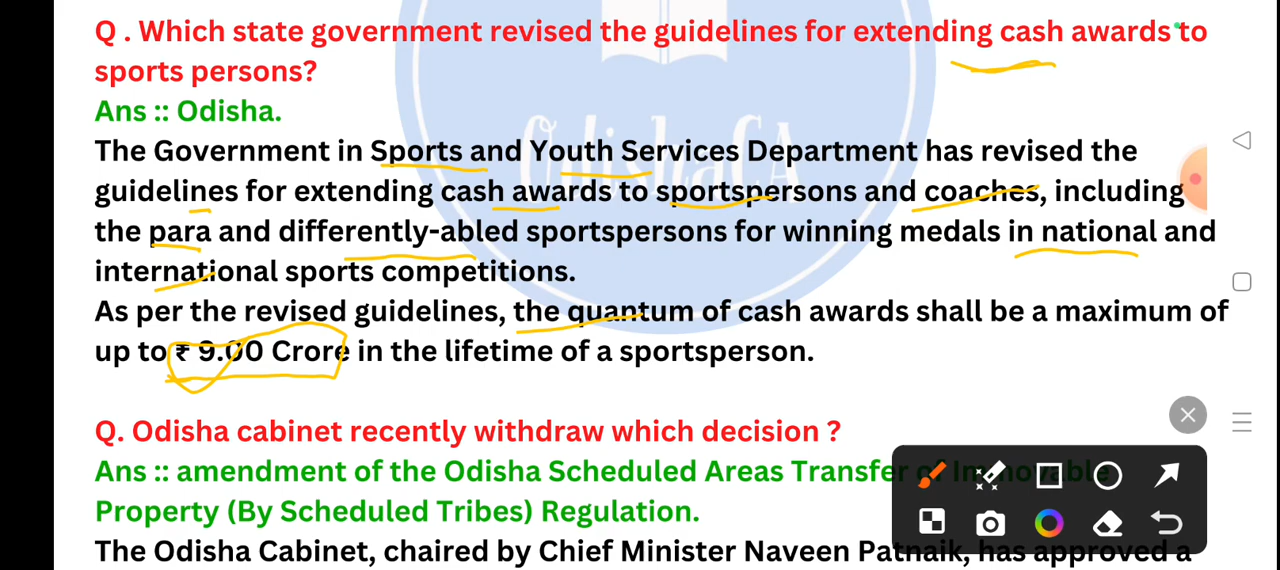 Q . Which state government revised the guidelines for extending cash awards to
sports persons?
Ans :: Odisha.
The Government in Sports and Youth Services Department has revised the
guidelines for extending cash awards to sportspersons and coaches, including
the para and differently-abled sportspersons for winning medals in national and
international sports competitions.
As per the revised guidelines, the quantum of cash awards shall be a maximum of
up to ₹ 9.00 Crore in the lifetime of a sportsperson.
Q. Odisha cabinet recently withdraw which decision ?
Ans :: amendment of the Odisha Scheduled Areas Transfer of Immovable
Property (By Scheduled Tribes) Regulation.
The Odisha Cabinet, chaired by Chief Minister Naveen Patnaik, has approved a
OdishaCA